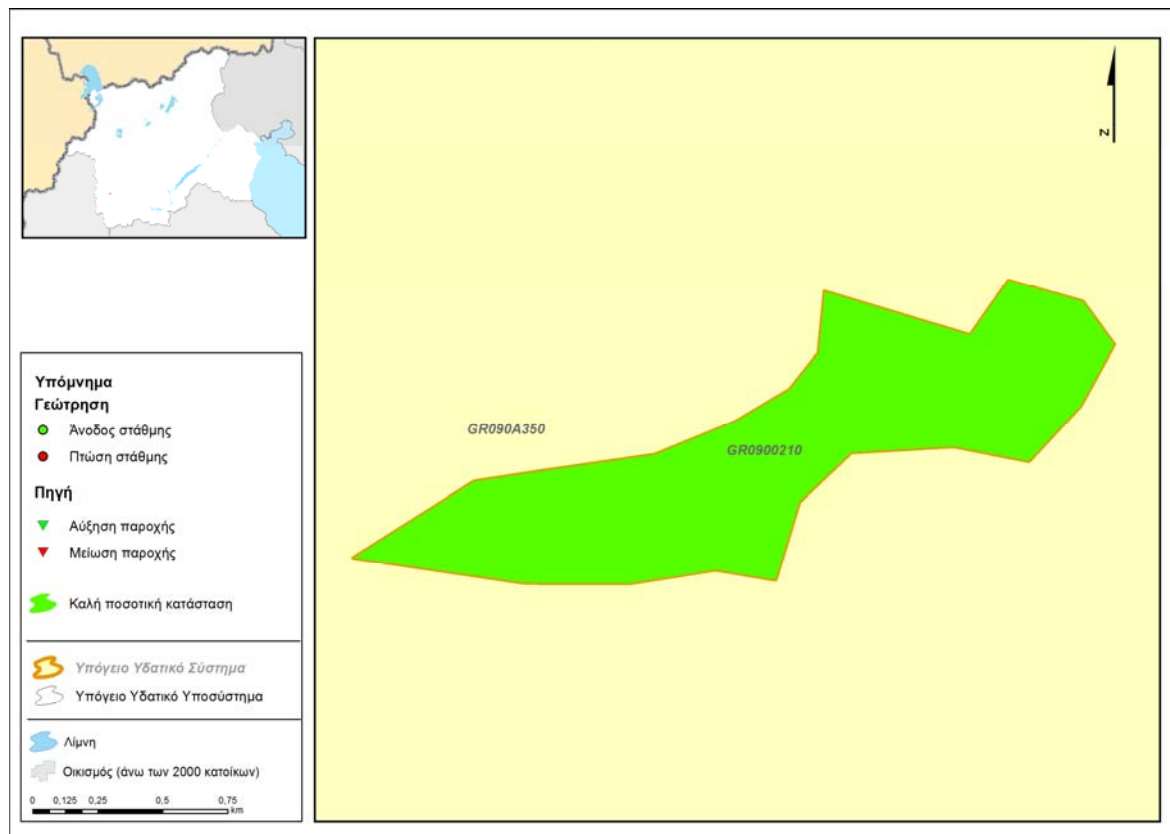 Υπόμνημα
Γεώτρηση
Άνοδος στάθμης
Πτώση στάθμης
Πηγή
Αύξηση παροχής
Μείωση παροχής
Καλή ποσοτική κατάσταση
Υπόγειο Υδατικό Σύστημα
Υπόγειο Υδατικό Υποσύστημα
Λίμνη
Οικισμός (άνω των 2000 κατοίκων)
0 0,125 0,25 0,5 0,75
km
GR090A350
GR0900210
N